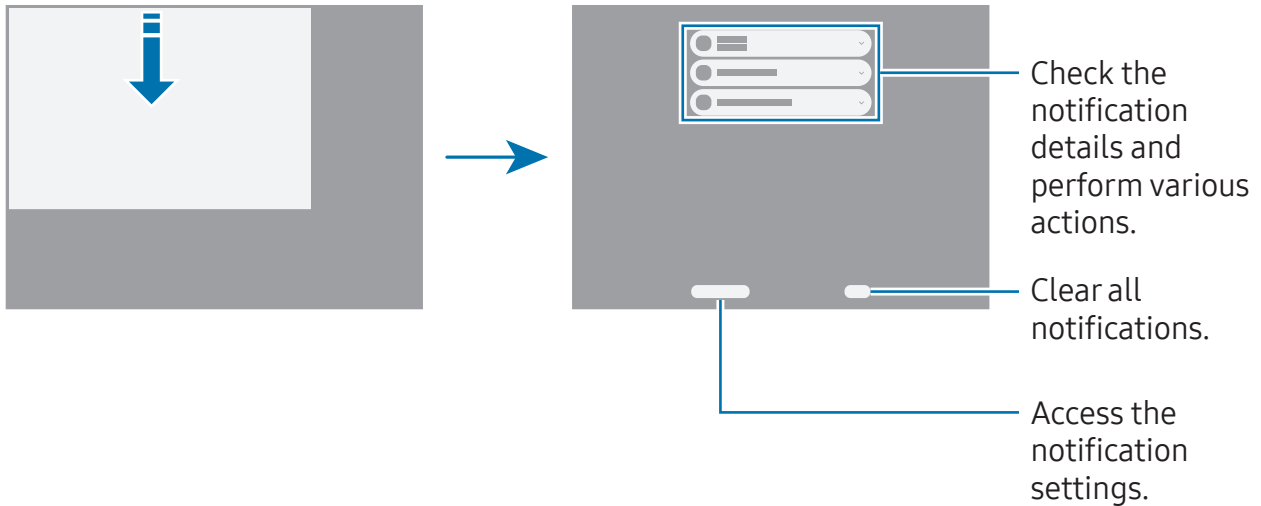 Check the
notification
details and
perform various
actions.
Clear all
notifications.
Access the
notification
settings.